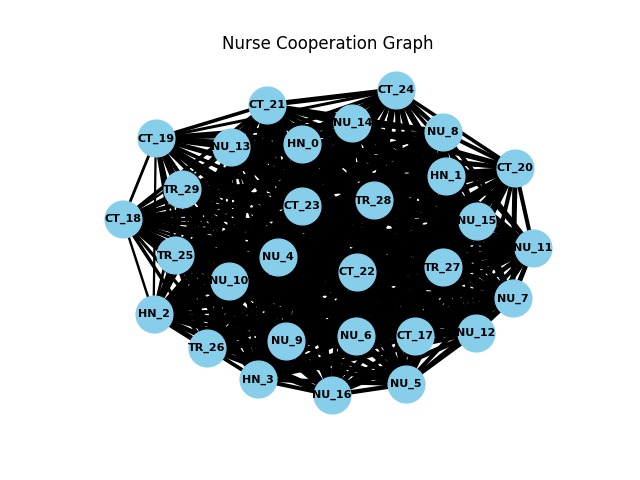 Nurse Cooperation Graph
CT_24
CT_21
NU_14
NU_8
CT_19
NU_13
HN_0
CT_20
HN_1
TR_29
TR_28
CT_23
CT_18
NU_15
NU_11
TR_25
NU_4
TR_27
CT_22
NU_10
NU_7
HN_2
NU_12
NU_6
CT_17
NU_9
TR_26
HN_3
NU_5
NU_16